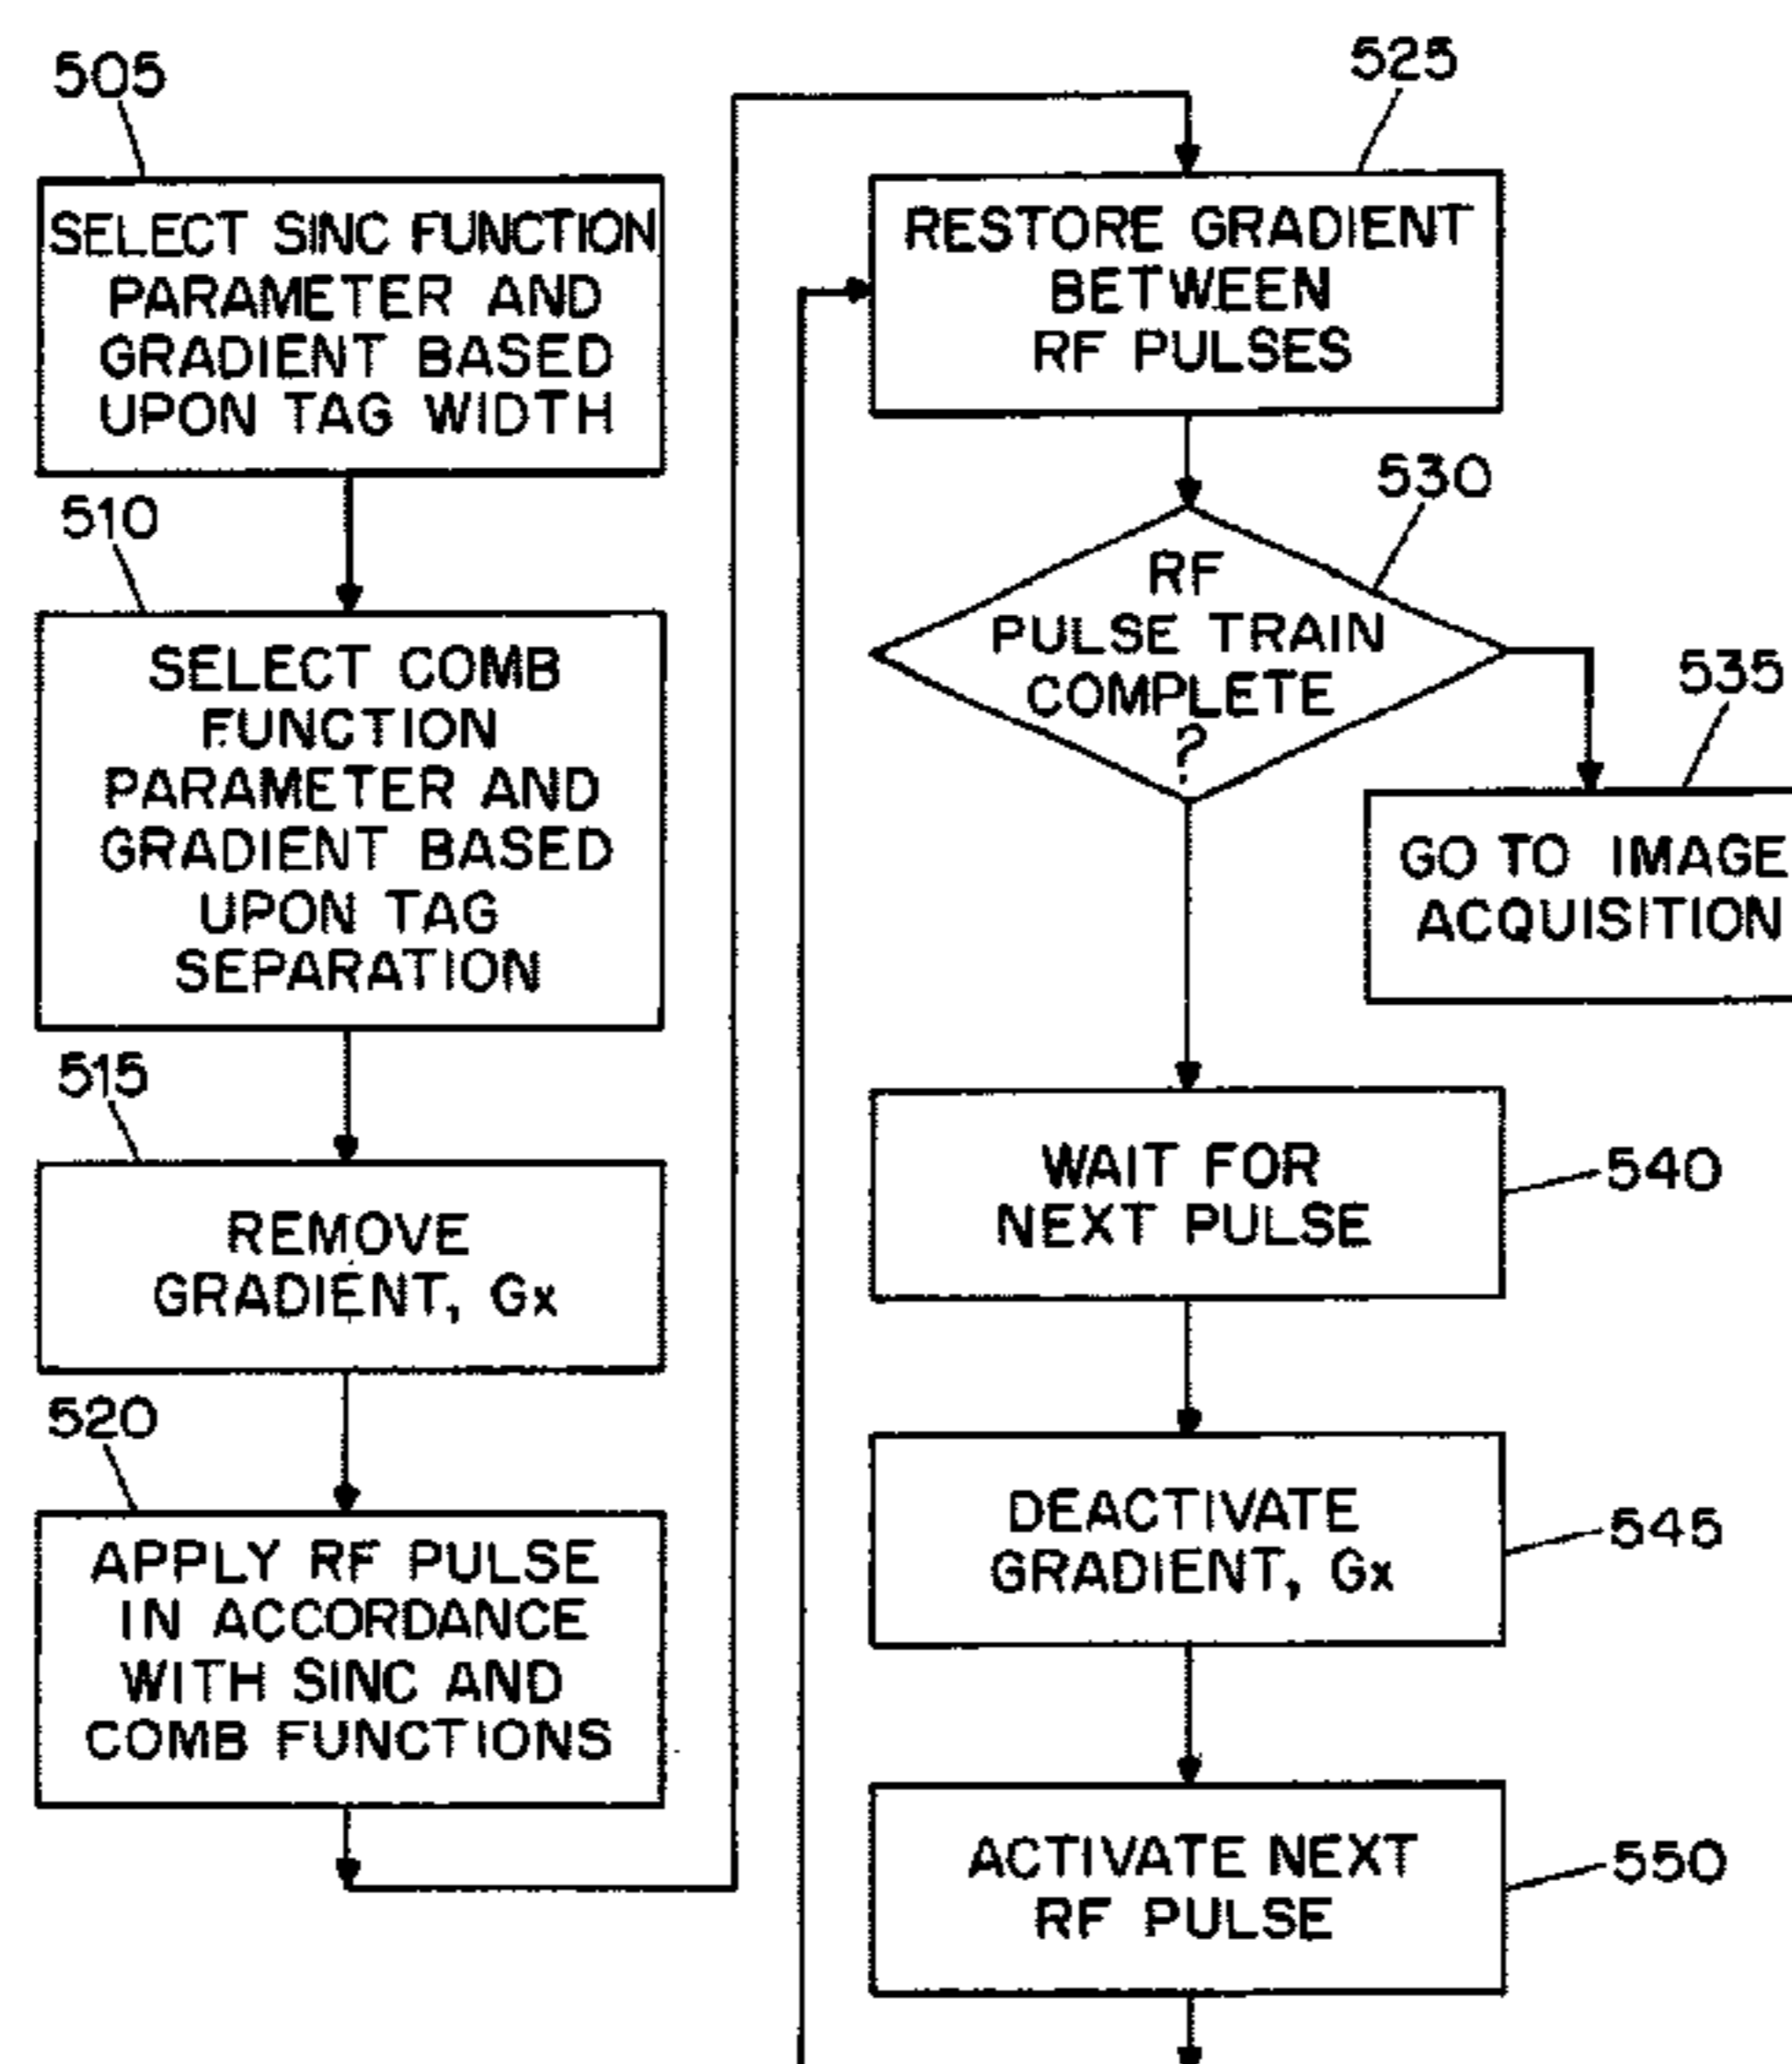 505
SELECT SINC FUNCTION
PARAMETER AND
GRADIENT BASED
UPON TAG WIDTH
510
SELECT COMB
FUNCTION
PARAMETER AND
GRADIENT BASED
UPON TAG
SEPARATION
515
REMOVE
GRADIENT, Gx
520
APPLY RF PULSE
IN ACCORDANCE
WITH SINC AND
COMB FUNCTIONS
525
RESTORE GRADIENT
BETWEEN
RF PULSES
530
RF
PULSE TRAIN
COMPLETE
?
535
GO TO IMAGE
ACQUISITION
WAIT FOR
NEXT PULSE
540
DEACTIVATE
GRADIENT, Gx
545
ACTIVATE NEXT
RF PULSE
550